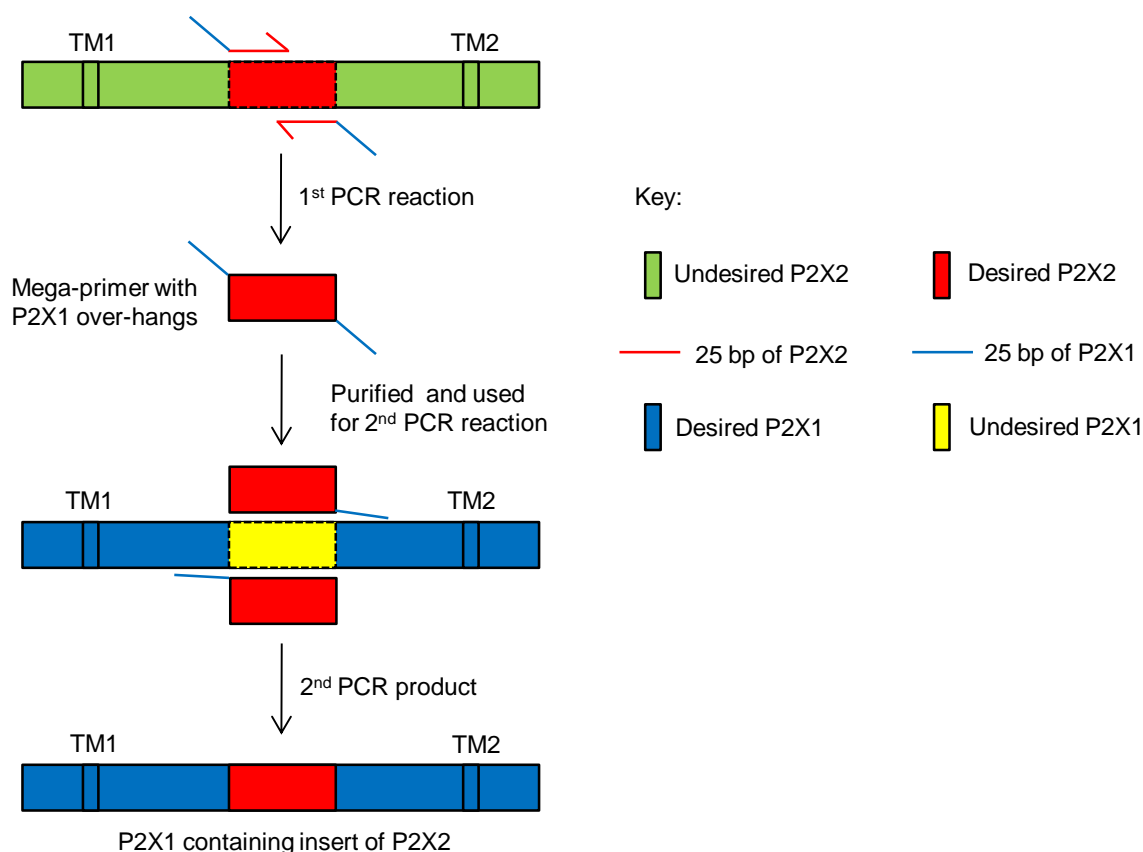 TM1
TM2
1st PCR reaction
Key:
Mega-primer with
P2X1 over-hangs
Undesired P2X2
Desired P2X2
25 bp of P2X2
25 bp of P2X1
Purified and used
for 2nd PCR reaction
Desired P2X1
Undesired P2X1
TM1
TM2
2nd PCR product
TM1
TM2
P2X1 containing insert of P2X2